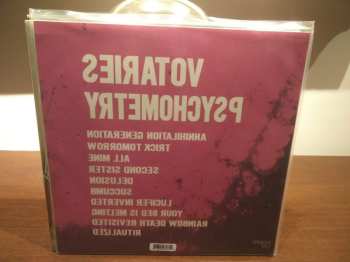 VOTARIES
PSYCHOMETRY
ANNIHILATION GENERATION
TRICK TOMORROW
ALL MINE
SECOND SISTER
DELUSION
SUCCUMB
LUCIFER INVERTED
YOUR BED IS MELTING
RAINBOW DEATH REVISITED
RITUALIZED